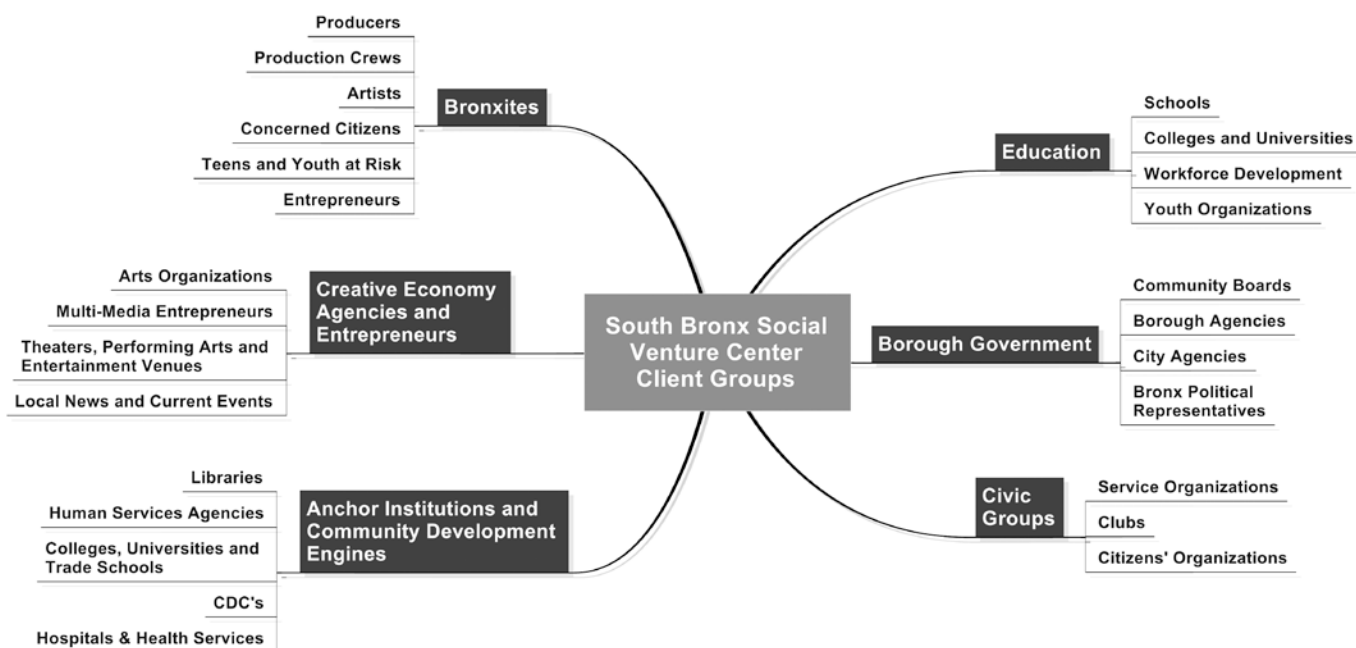 Producers
Production Crews
Artists
Concerned Citizens
Teens and Youth at Risk
Entrepreneurs
Bronxites
Arts Organizations
Multi-Media Entrepreneurs
Theaters, Performing Arts and
Entertainment Venues
Local News and Current Events
Creative Economy
Agencies and
Entrepreneurs
Libraries
Human Services Agencies
Colleges, Universities and
Trade Schools
CDC's
Hospitals & Health Services
Anchor Institutions and
Community Development
Engines
South Bronx Social
Venture Center
Client Groups
Education
Schools
Colleges and Universities
Workforce Development
Youth Organizations
Borough Government
Community Boards
Borough Agencies
City Agencies
Bronx Political
Representatives
Civic
Groups
Service Organizations
Clubs
Citizens' Organizations